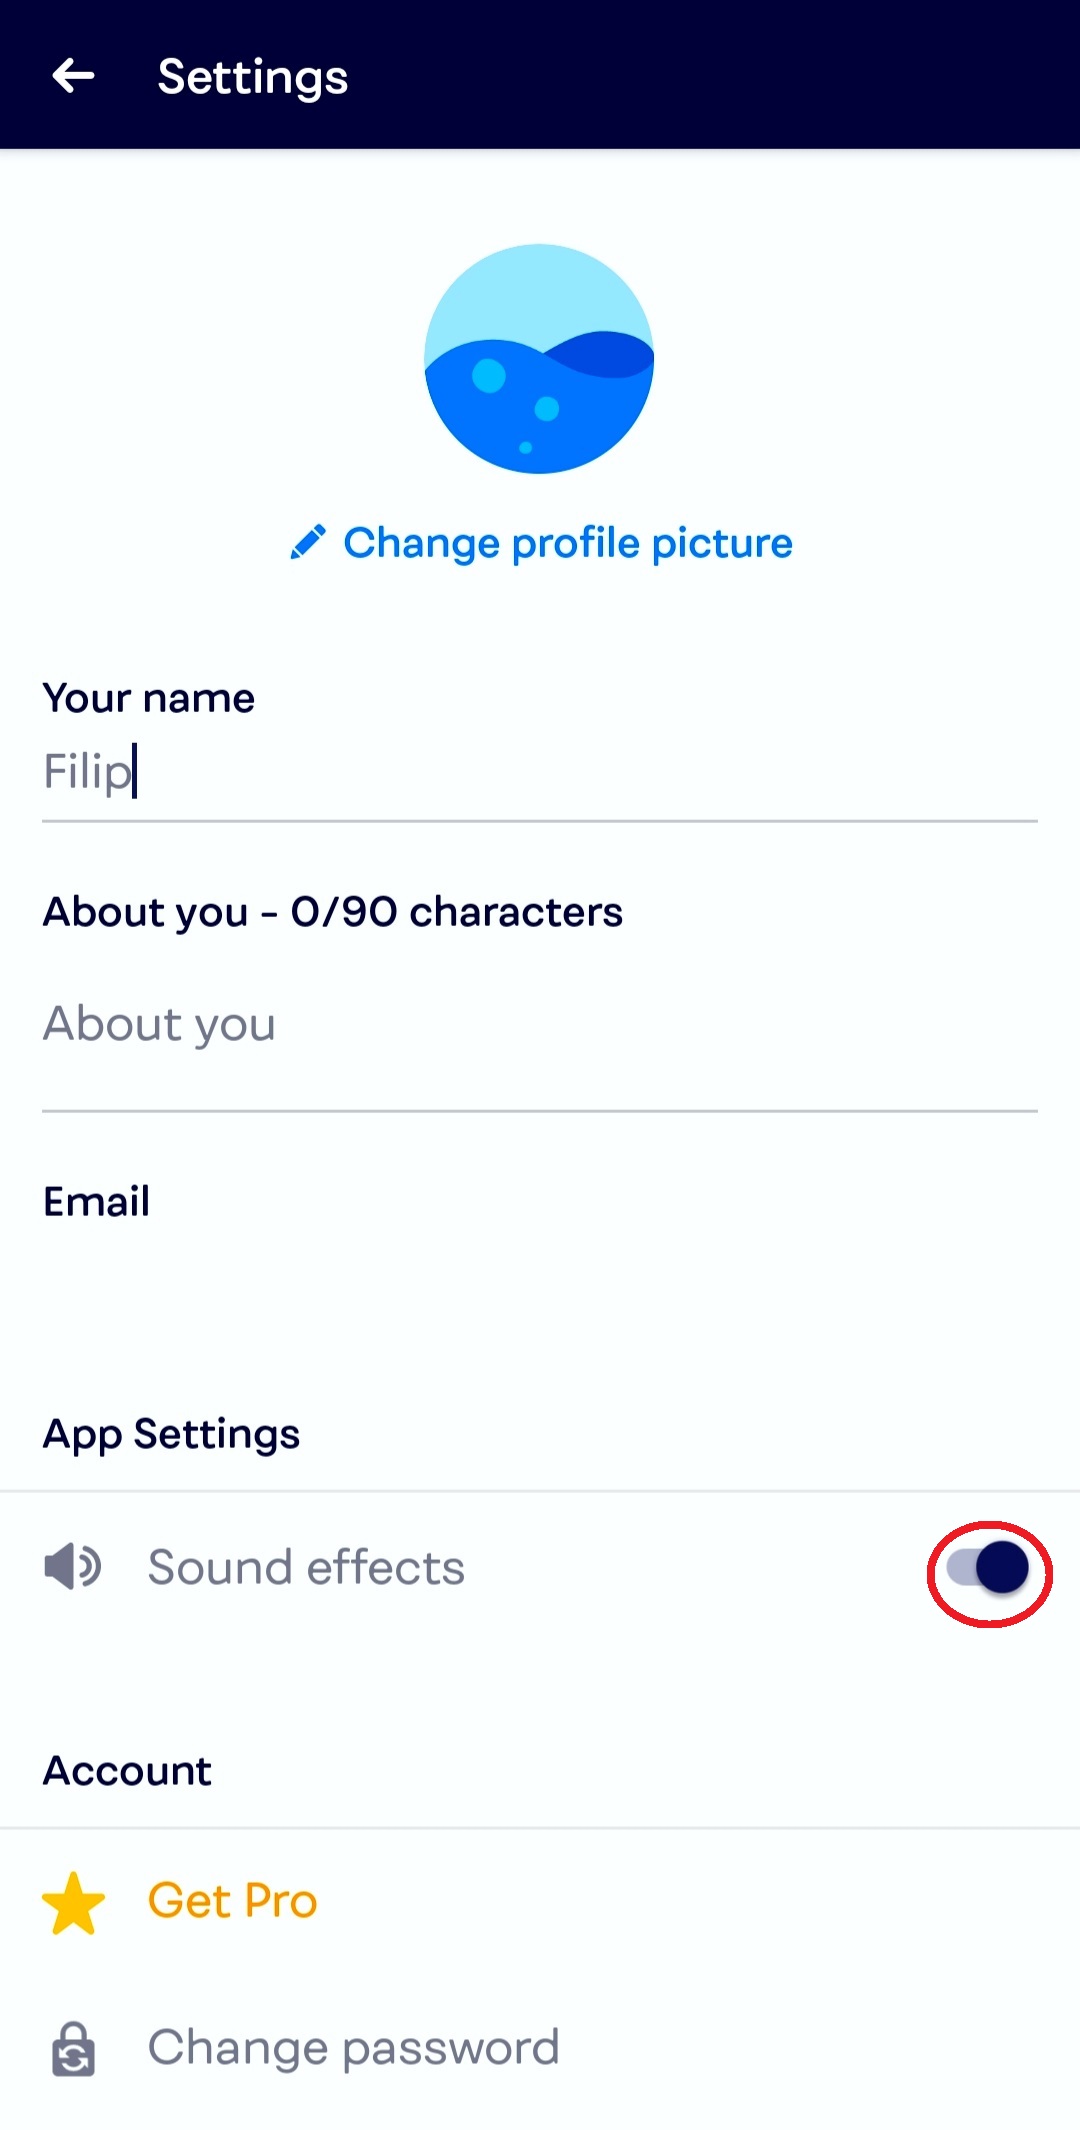 Settings
Change profile picture
Your name
Filip
About you - 0/90 characters
About you
Email
App Settings
Sound effects
Account
Get Pro
Change password